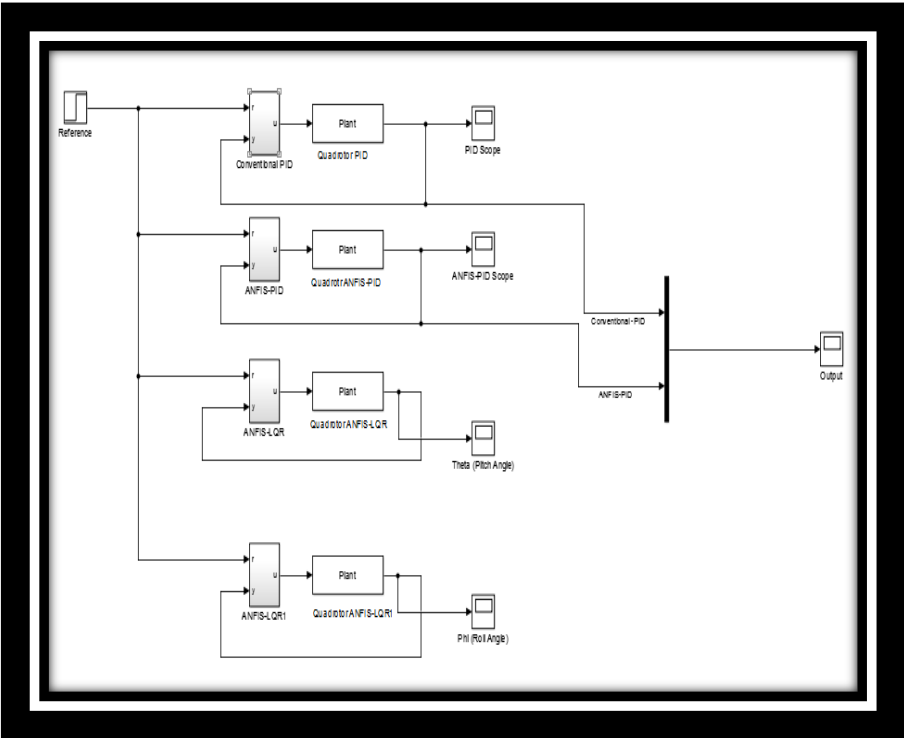 Reference
r
y
u
Conventional PID
Plant
Quadrotor PID
PID Scope
r
y
u
ANFIS-PID
Plant
Quadrotr ANFIS-PID
ANFIS-PID Scope
Conventional-PID
ANFIS-PID
Output
r
y
u
ANFIS-LQR
Plant
Quadrotor ANFIS-LQR
Theta (Pitch Angle)
r
y
u
ANFIS-LQR1
Plant
Quadrotor ANFIS-LQR1
Phi (Roll Angle)